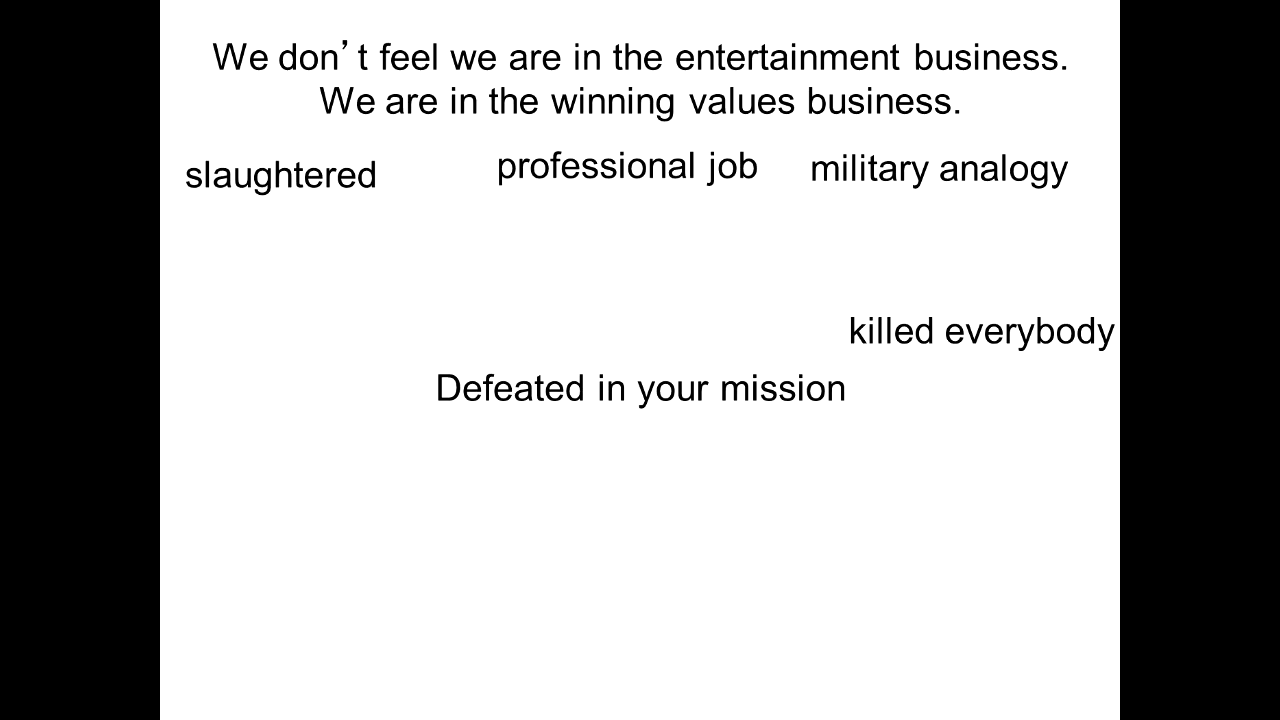 We don’t feel we are in the entertainment business.
We are in the winning values business.
slaughtered
professional job
military analogy
killed everybody
Defeated in your mission